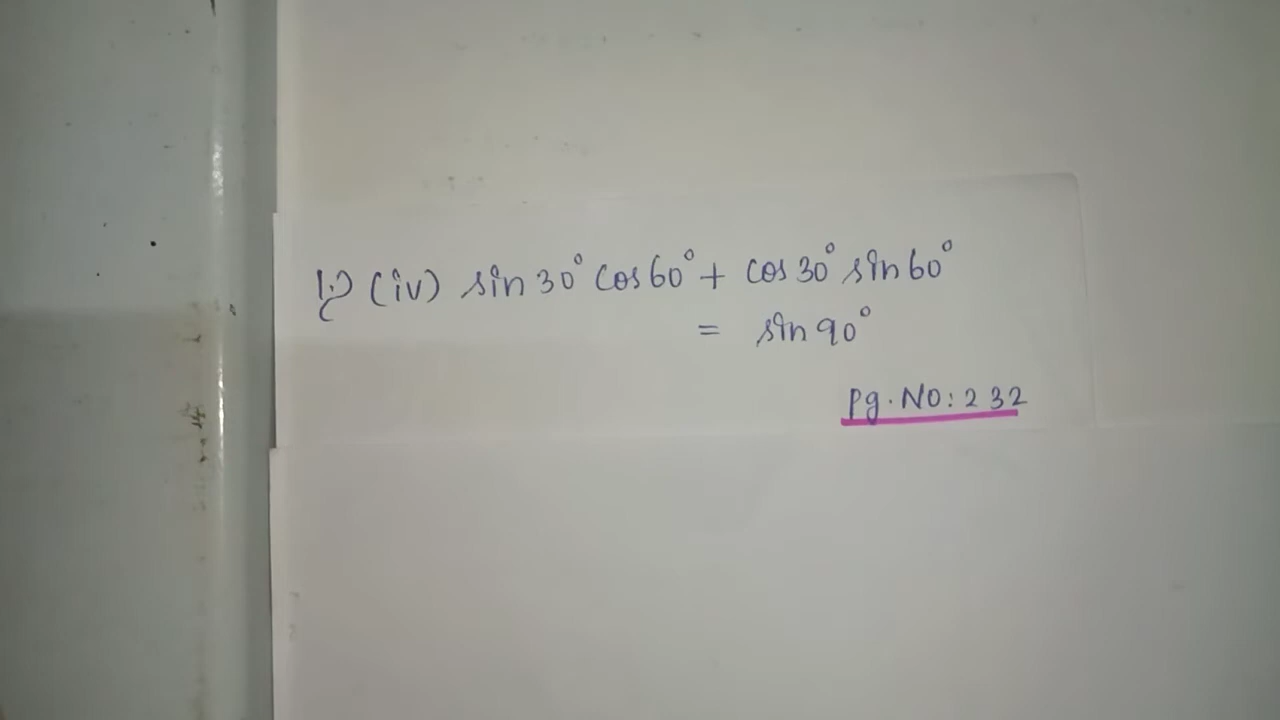 1.) (iv) sin 30° cos 60° + cos 30° sin 60°
= sin 90°
Pg. No: 232